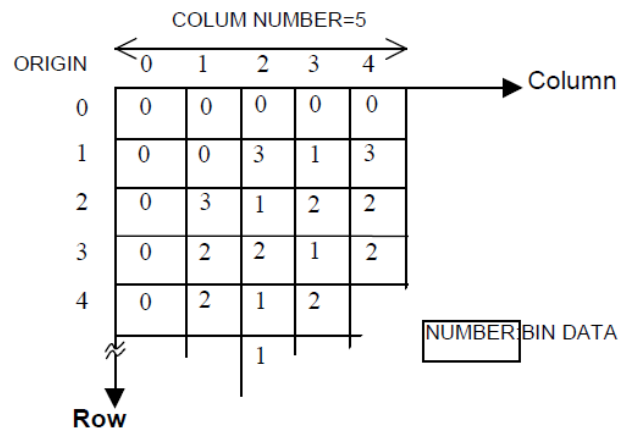 COLUM NUMBER=5
ORIGIN 0 1 2 3 4 Column
0 0 0 0 0 0
1 0 0 3 1 3
2 0 3 1 2 2
3 0 2 2 1 2
4 0 2 1 2
NUMBER:BIN DATA
1
Row